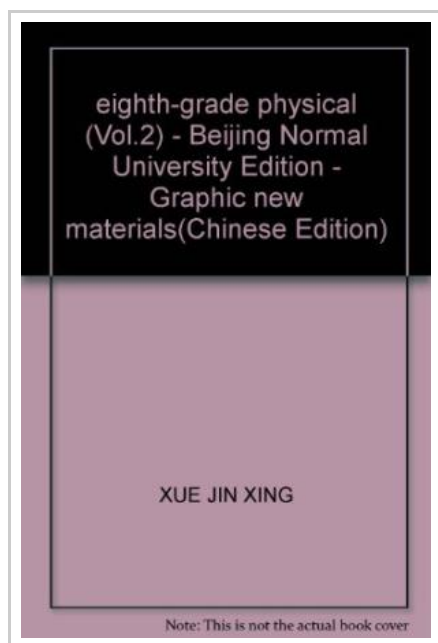 eighth-grade physical
(Vol.2) - Beijing Normal
University Edition -
Graphic new
materials(Chinese Edition)
XUE JIN XING
Note: This is not the actual book cover